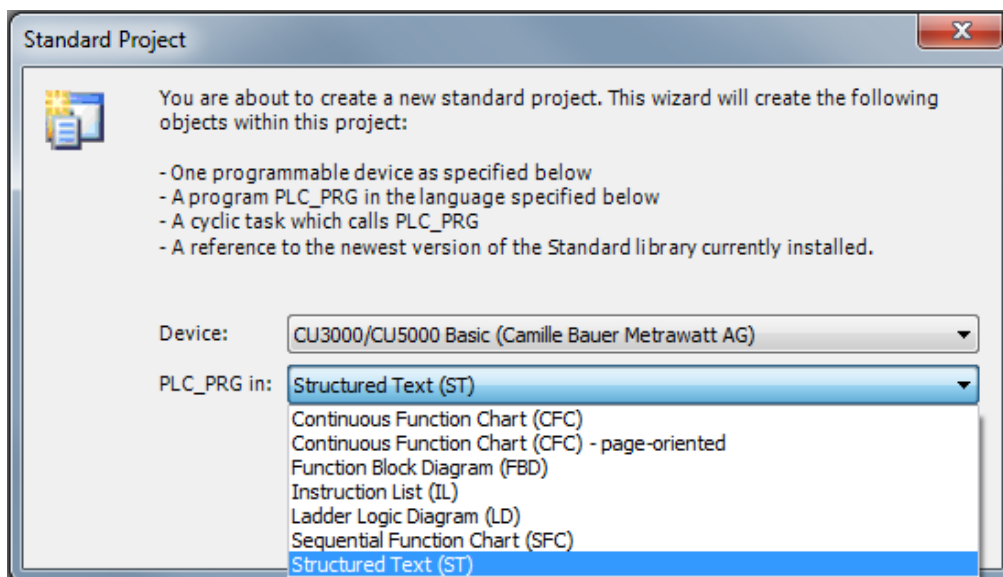 Standard Project
You are about to create a new standard project. This wizard will create the following
objects within this project:
- One programmable device as specified below
- A program PLC_PRG in the language specified below
- A cyclic task which calls PLC_PRG
- A reference to the newest version of the Standard library currently installed.
Device: CU3000/CU5000 Basic (Camille Bauer Metrawatt AG)
PLC_PRG in: Structured Text (ST)
Continuous Function Chart (CFC)
Continuous Function Chart (CFC) - page-oriented
Function Block Diagram (FBD)
Instruction List (IL)
Ladder Logic Diagram (LD)
Sequential Function Chart (SFC)
Structured Text (ST)